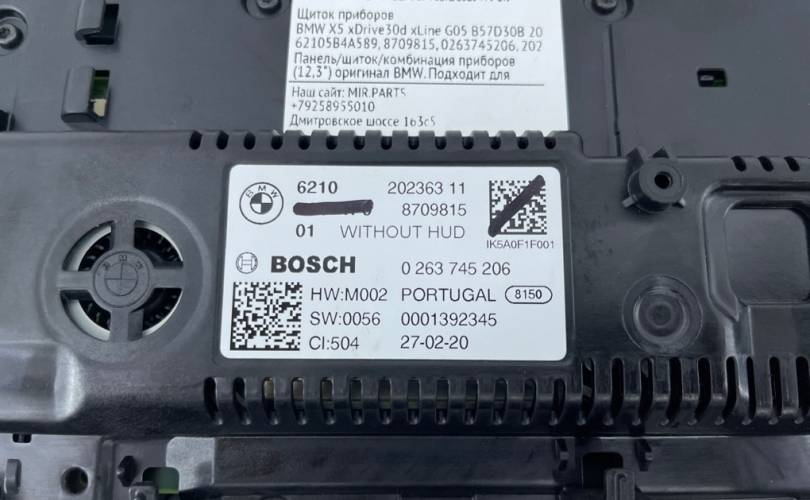 Щиток приборов
BMW X5 xDrive30d xLine G05 B57D30B 20
62105B4A589, 8709815, 0263745206, 202
Панель/щиток/комбинация приборов
(12,3") оригинал BMW. Подходит для
Наш сайт: MIR.PARTS
+79258955010
Дмитровское шоссе 163с5
BMW
6210 202363 11
8709815
01 WITHOUT HUD
IK5A0F1F001
BOSCH 0 263 745 206
HW:M002 PORTUGAL 8150
SW:0056 0001392345
CI:504 27-02-20